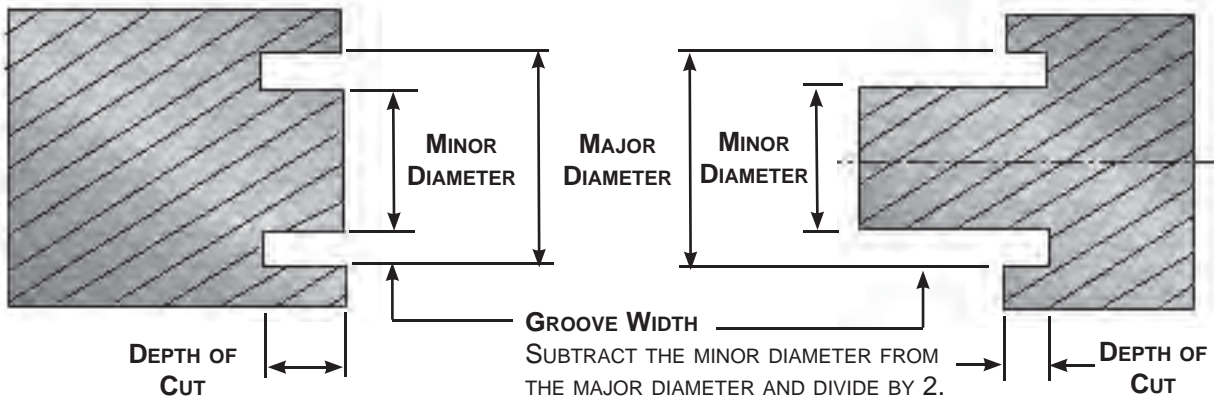 MINOR
DIAMETER
MAJOR
DIAMETER
MINOR
DIAMETER
GROOVE WIDTH
SUBTRACT THE MINOR DIAMETER FROM
THE MAJOR DIAMETER AND DIVIDE BY 2.
DEPTH OF
CUT
DEPTH OF
CUT